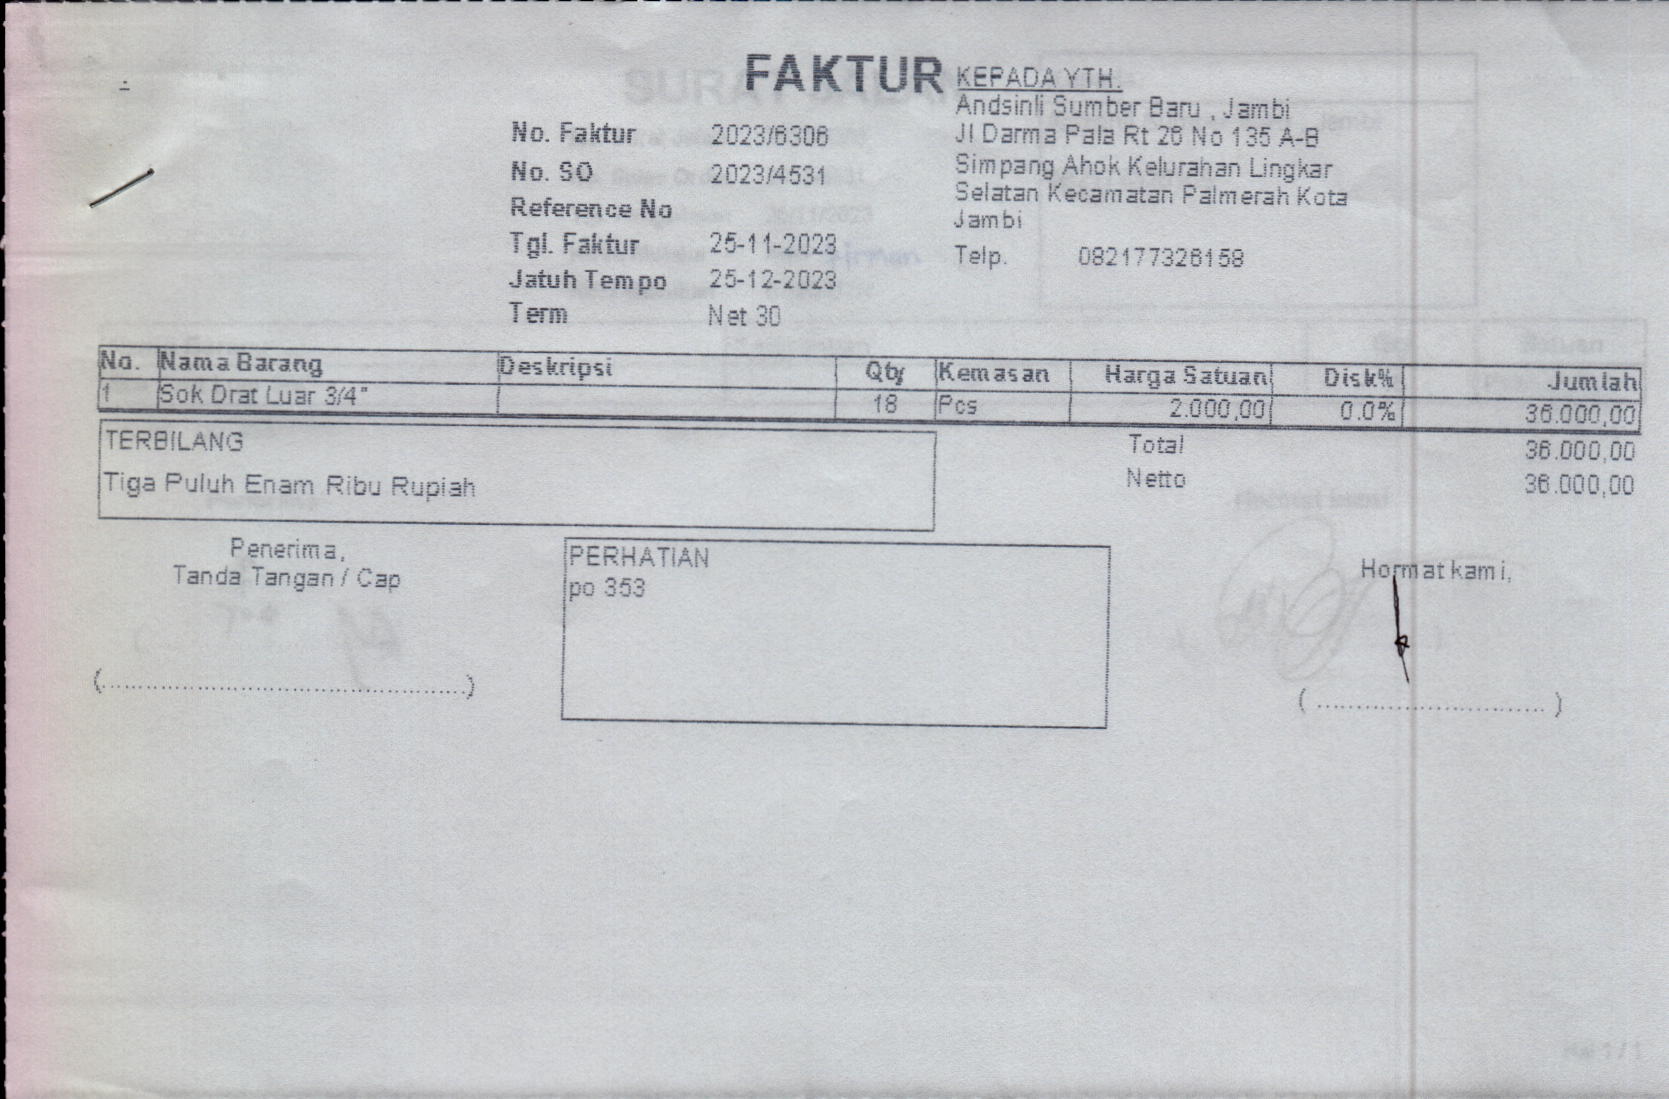 FAKTUR
No. Faktur 2023/6306
No. SO 2023/4531
Reference No
Tgl. Faktur 25-11-2023
Jatuh Tempo 25-12-2023
Term Net 30
KEPADA YTH.
Andsinli Sumber Baru , Jambi
Jl Darma Pala Rt 26 No 135 A-B
Simpang Ahok Kelurahan Lingkar
Selatan Kecamatan Palmerah Kota
Jambi
Telp. 082177326158
No. Nama Barang Deskripsi Qty Kemasan Harga Satuan Disk% Jumlah
1 Sok Drat Luar 3/4" 18 Pcs 2.000,00 0.0% 36.000,00
TERBILANG
Tiga Puluh Enam Ribu Rupiah
Total 36.000,00
Netto 36.000,00
Penerima,
Tanda Tangan / Cap
(..................................................)
PERHATIAN
po 353
Hormat kami,
( .............................. )